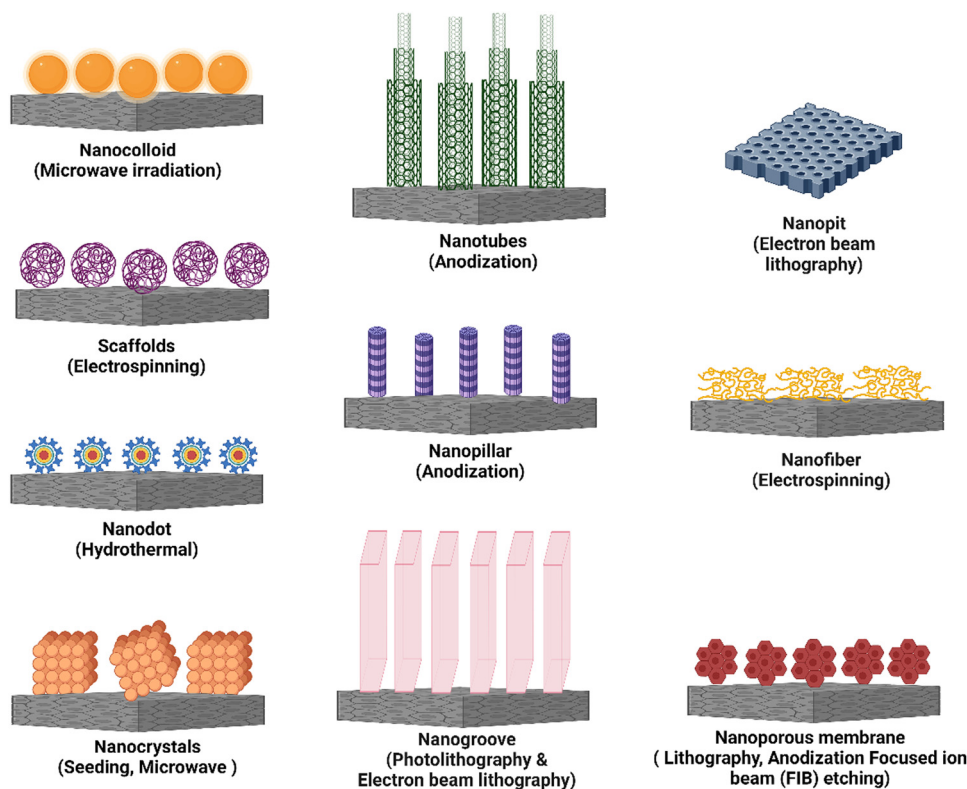 Nanocolloid
(Microwave irradiation)
Scaffolds
(Electrospinning)
Nanodot
(Hydrothermal)
Nanocrystals
(Seeding, Microwave )
Nanotubes
(Anodization)
Nanopillar
(Anodization)
Nanogroove
(Photolithography &
Electron beam lithography)
Nanopit
(Electron beam
lithography)
Nanofiber
(Electrospinning)
Nanoporous membrane
( Lithography, Anodization Focused ion
beam (FIB) etching)